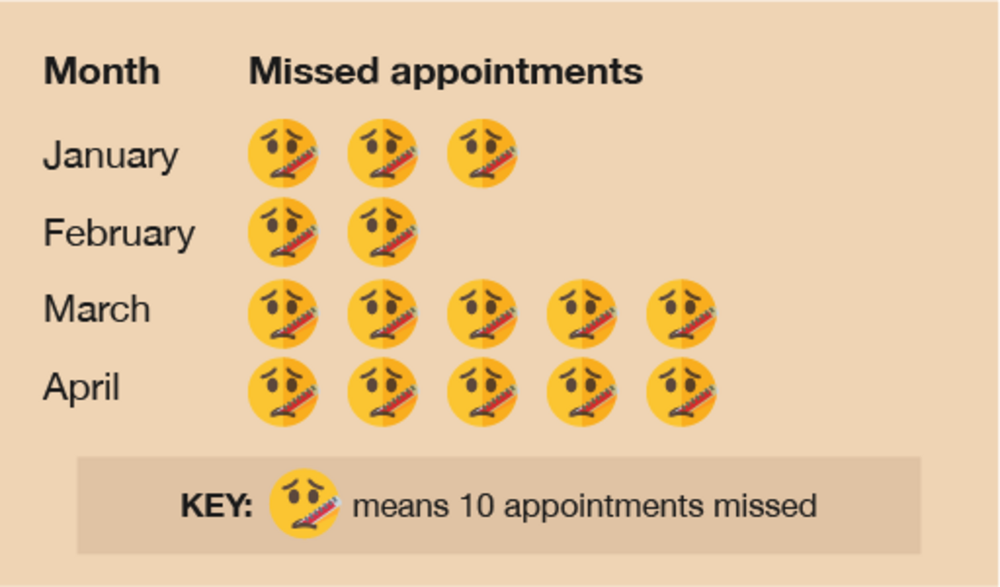 Month Missed appointments
January
February
March
April
KEY: means 10 appointments missed